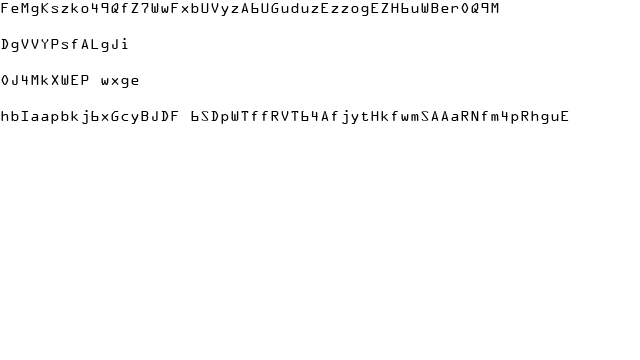 FeMgKszko49QfZ7WwFxbUVyzA6UGuduzEzzogEZH6uWBer0Q9M
DgVVYPsfALgJi
0J4MkXWEP wxge
hbIaapbkj6xGcyBJDF 6SDpWTffRVT64AfjytHkfwmSAAaRNfm4pRhguE